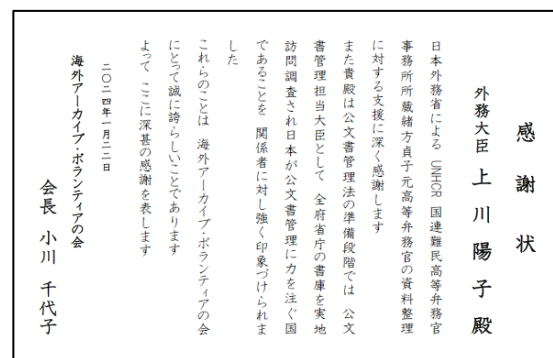 感謝状
外務大臣 上川陽子殿
日本外務省による UNHCR 国連難民高等弁務官
事務所所蔵緒方貞子元高等弁務官の資料整理
に対する支援に深く感謝します
また貴殿は公文書管理法の準備段階では 公文
書管理担当大臣として 全府省庁の書庫を実地
訪問調査され日本が公文書管理に力を注ぐ国
であることを 関係者に対し強く印象づけられま
した
これらのことは 海外アーカイブ・ボランティアの会
にとって誠に誇らしいことであります
よって ここに深甚の感謝を表します
二〇二四年一月二二日
海外アーカイブ・ボランティアの会
会長 小川 千代子